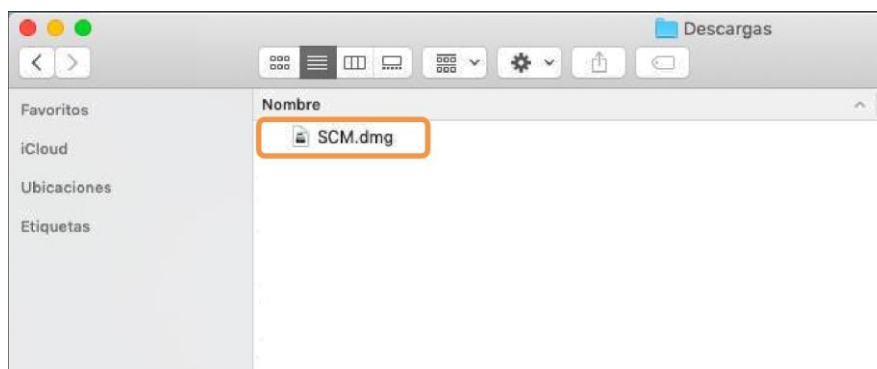 Descargas
Nombre
SCM.dmg
Favoritos
iCloud
Ubicaciones
Etiquetas